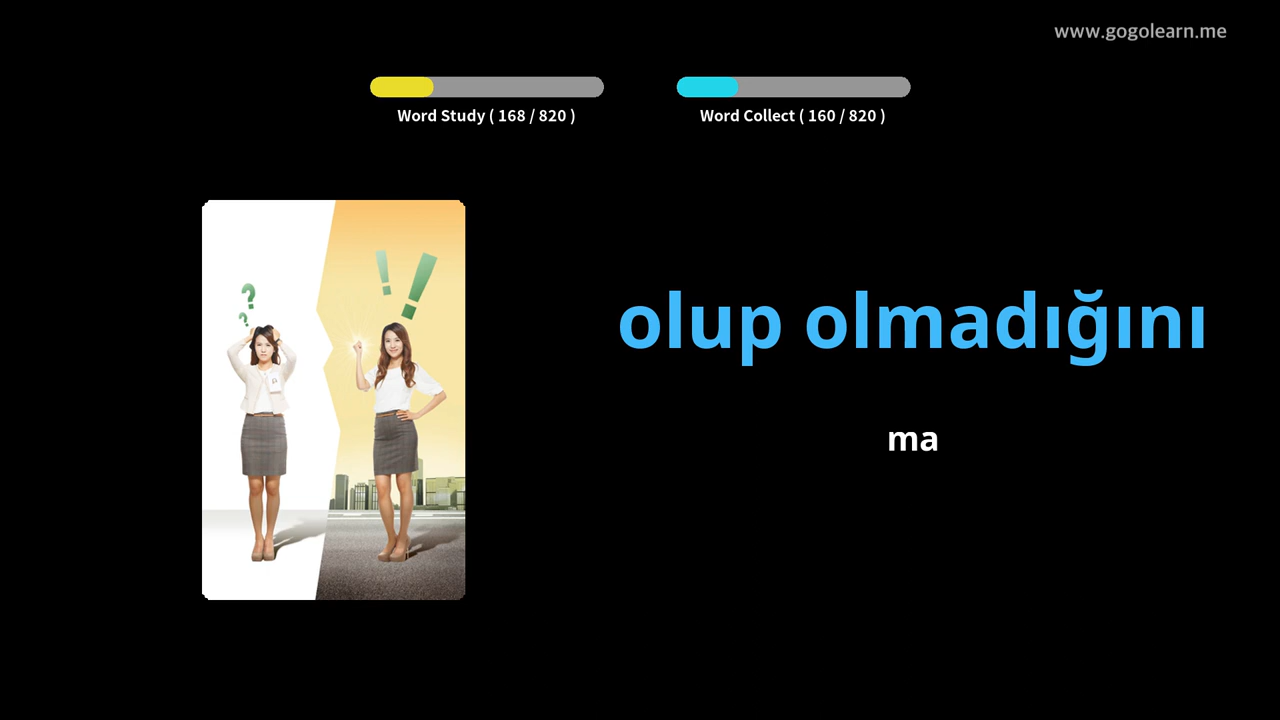 www.gogolearn.me
Word Study ( 168 / 820 )
Word Collect ( 160 / 820 )
? ? ! !
olup olmadığını
ma